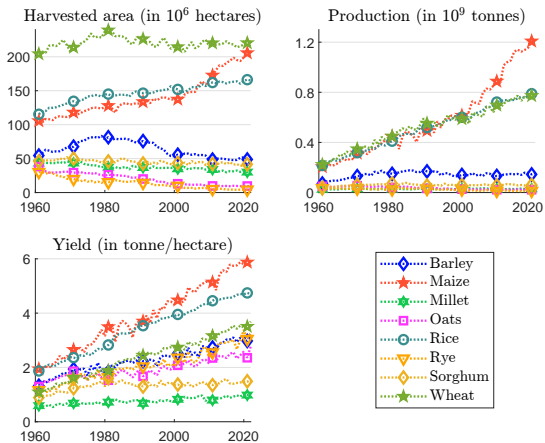 Harvested area (in 10⁶ hectares)
200
150
100
50
0
1960
1980
2000
2020
Production (in 10⁹ tonnes)
1.2
0.8
0.4
0
1960
1980
2000
2020
Yield (in tonne/hectare)
6
4
2
0
1960
1980
2000
2020
Barley
Maize
Millet
Oats
Rice
Rye
Sorghum
Wheat